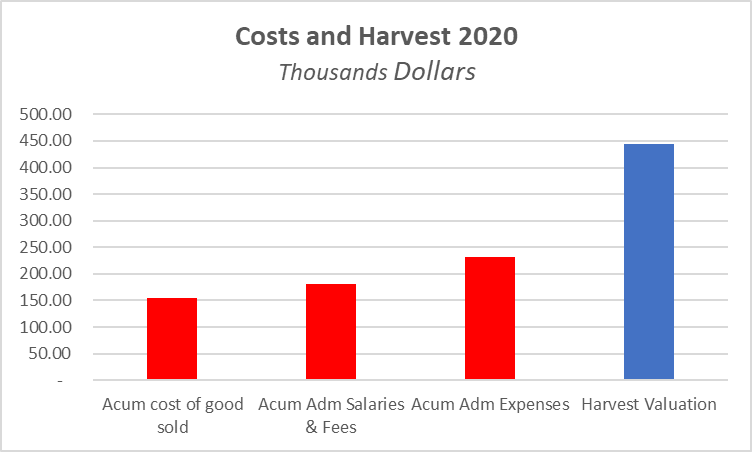 Costs and Harvest 2020
Thousands Dollars
500.00
450.00
400.00
350.00
300.00
250.00
200.00
150.00
100.00
50.00
-
Acum cost of good
sold
Acum Adm Salaries
& Fees
Acum Adm Expenses
Harvest Valuation